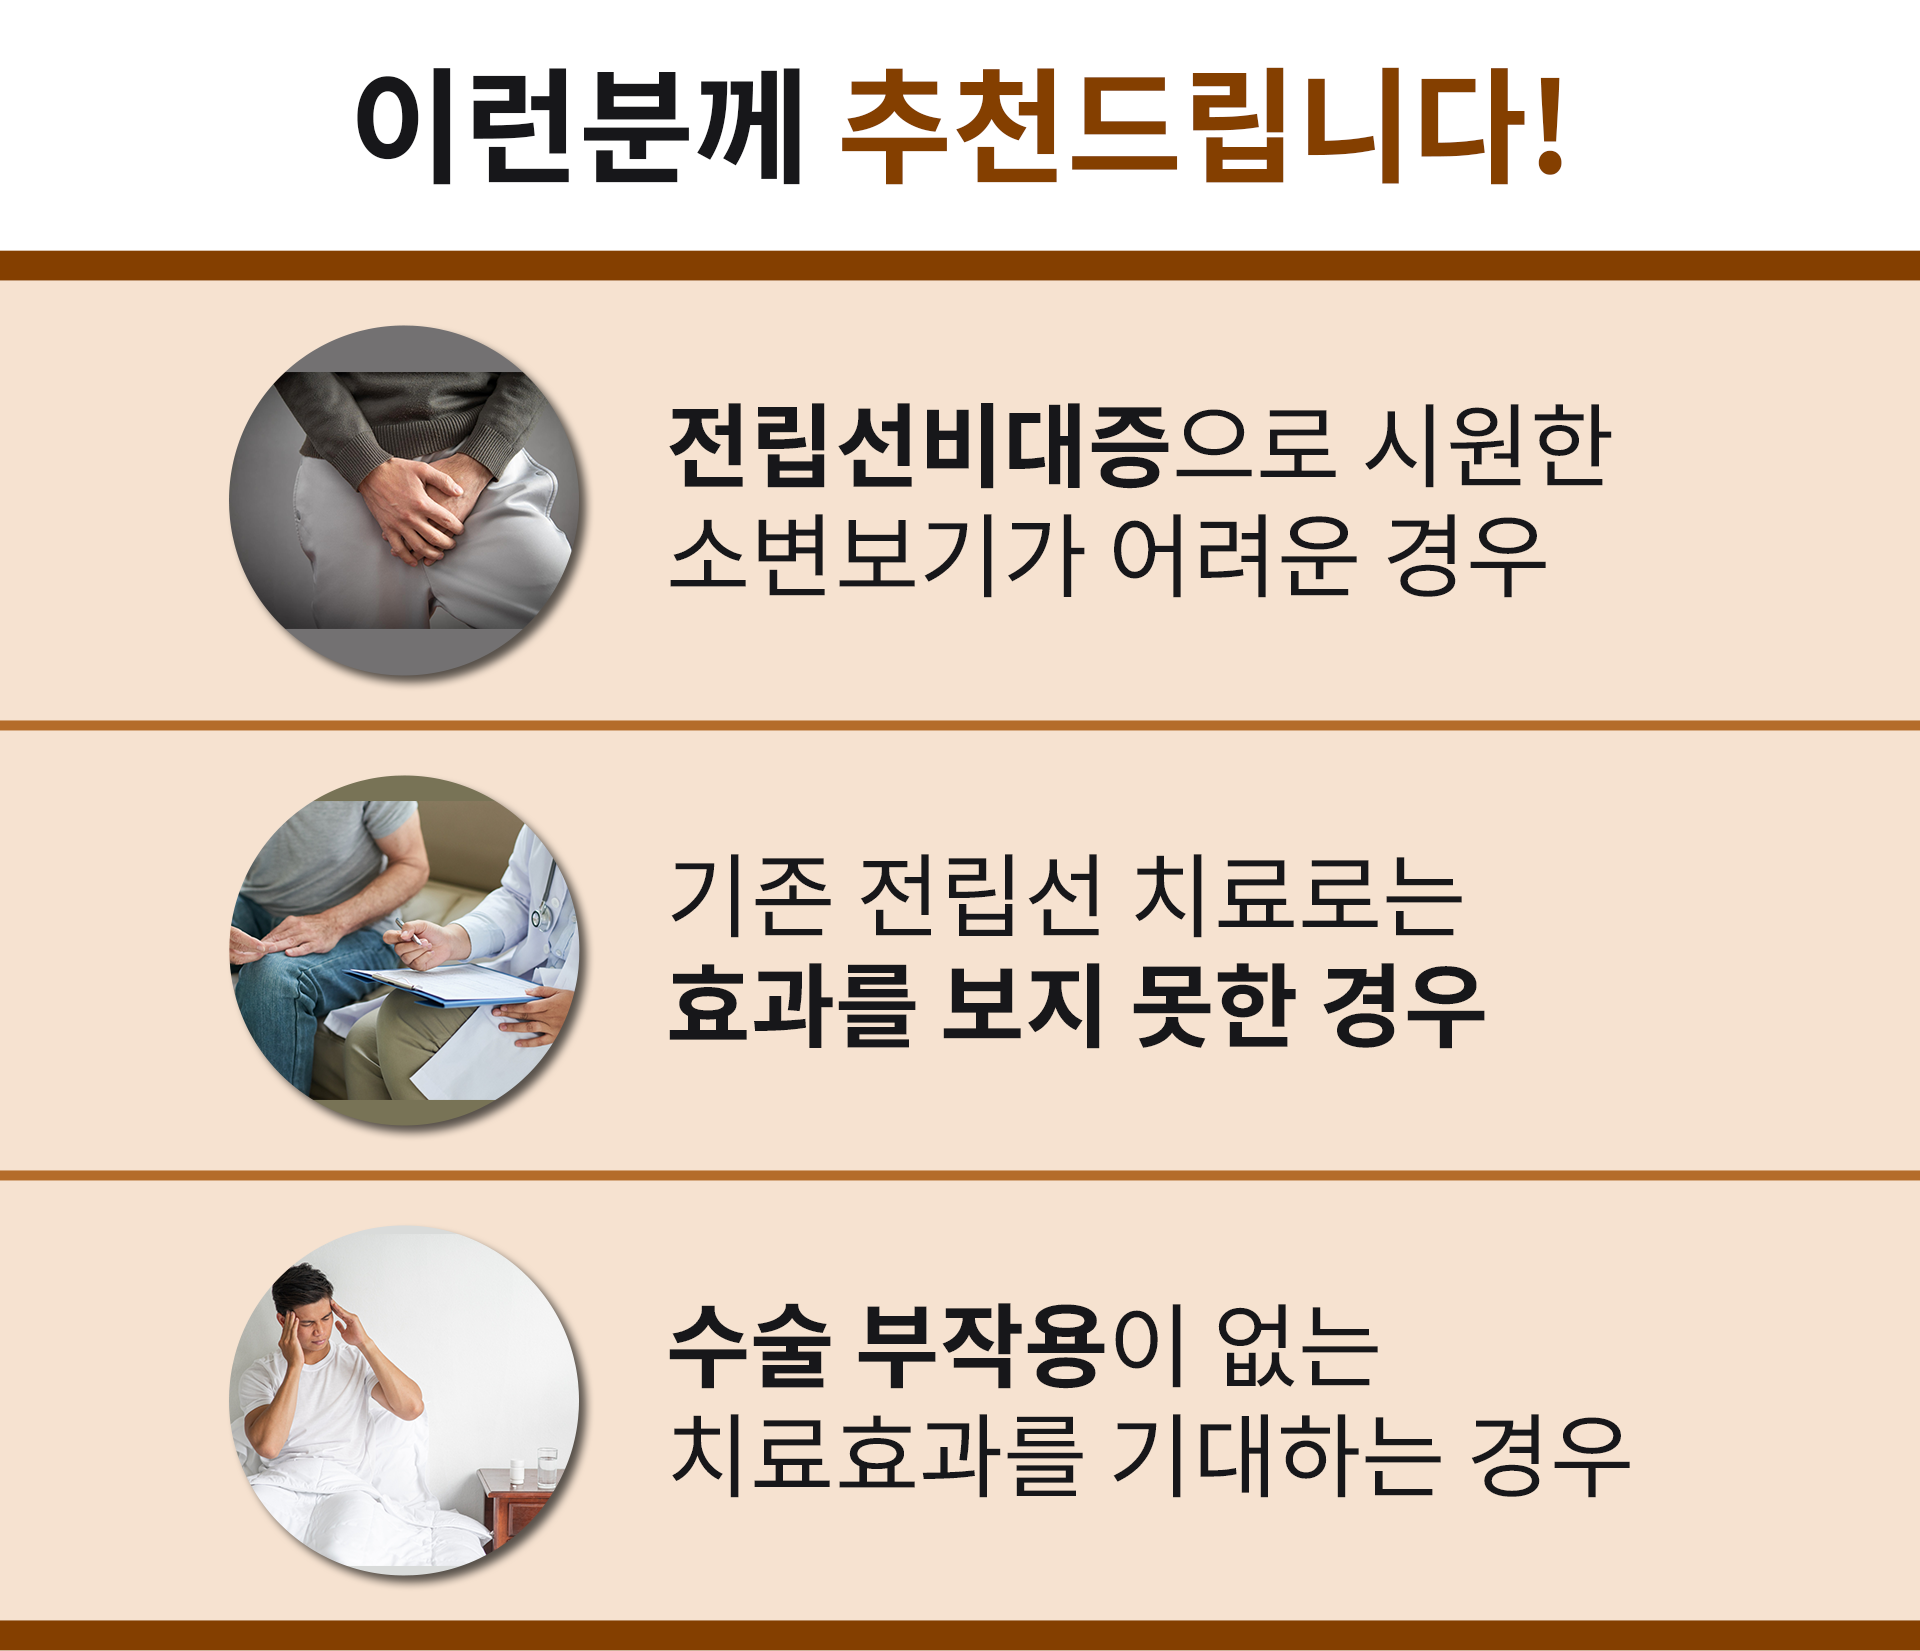 이런분께 추천드립니다!
전립선비대증으로 시원한
소변보기가 어려운 경우
기존 전립선 치료로는
효과를 보지 못한 경우
수술 부작용이 없는
치료효과를 기대하는 경우